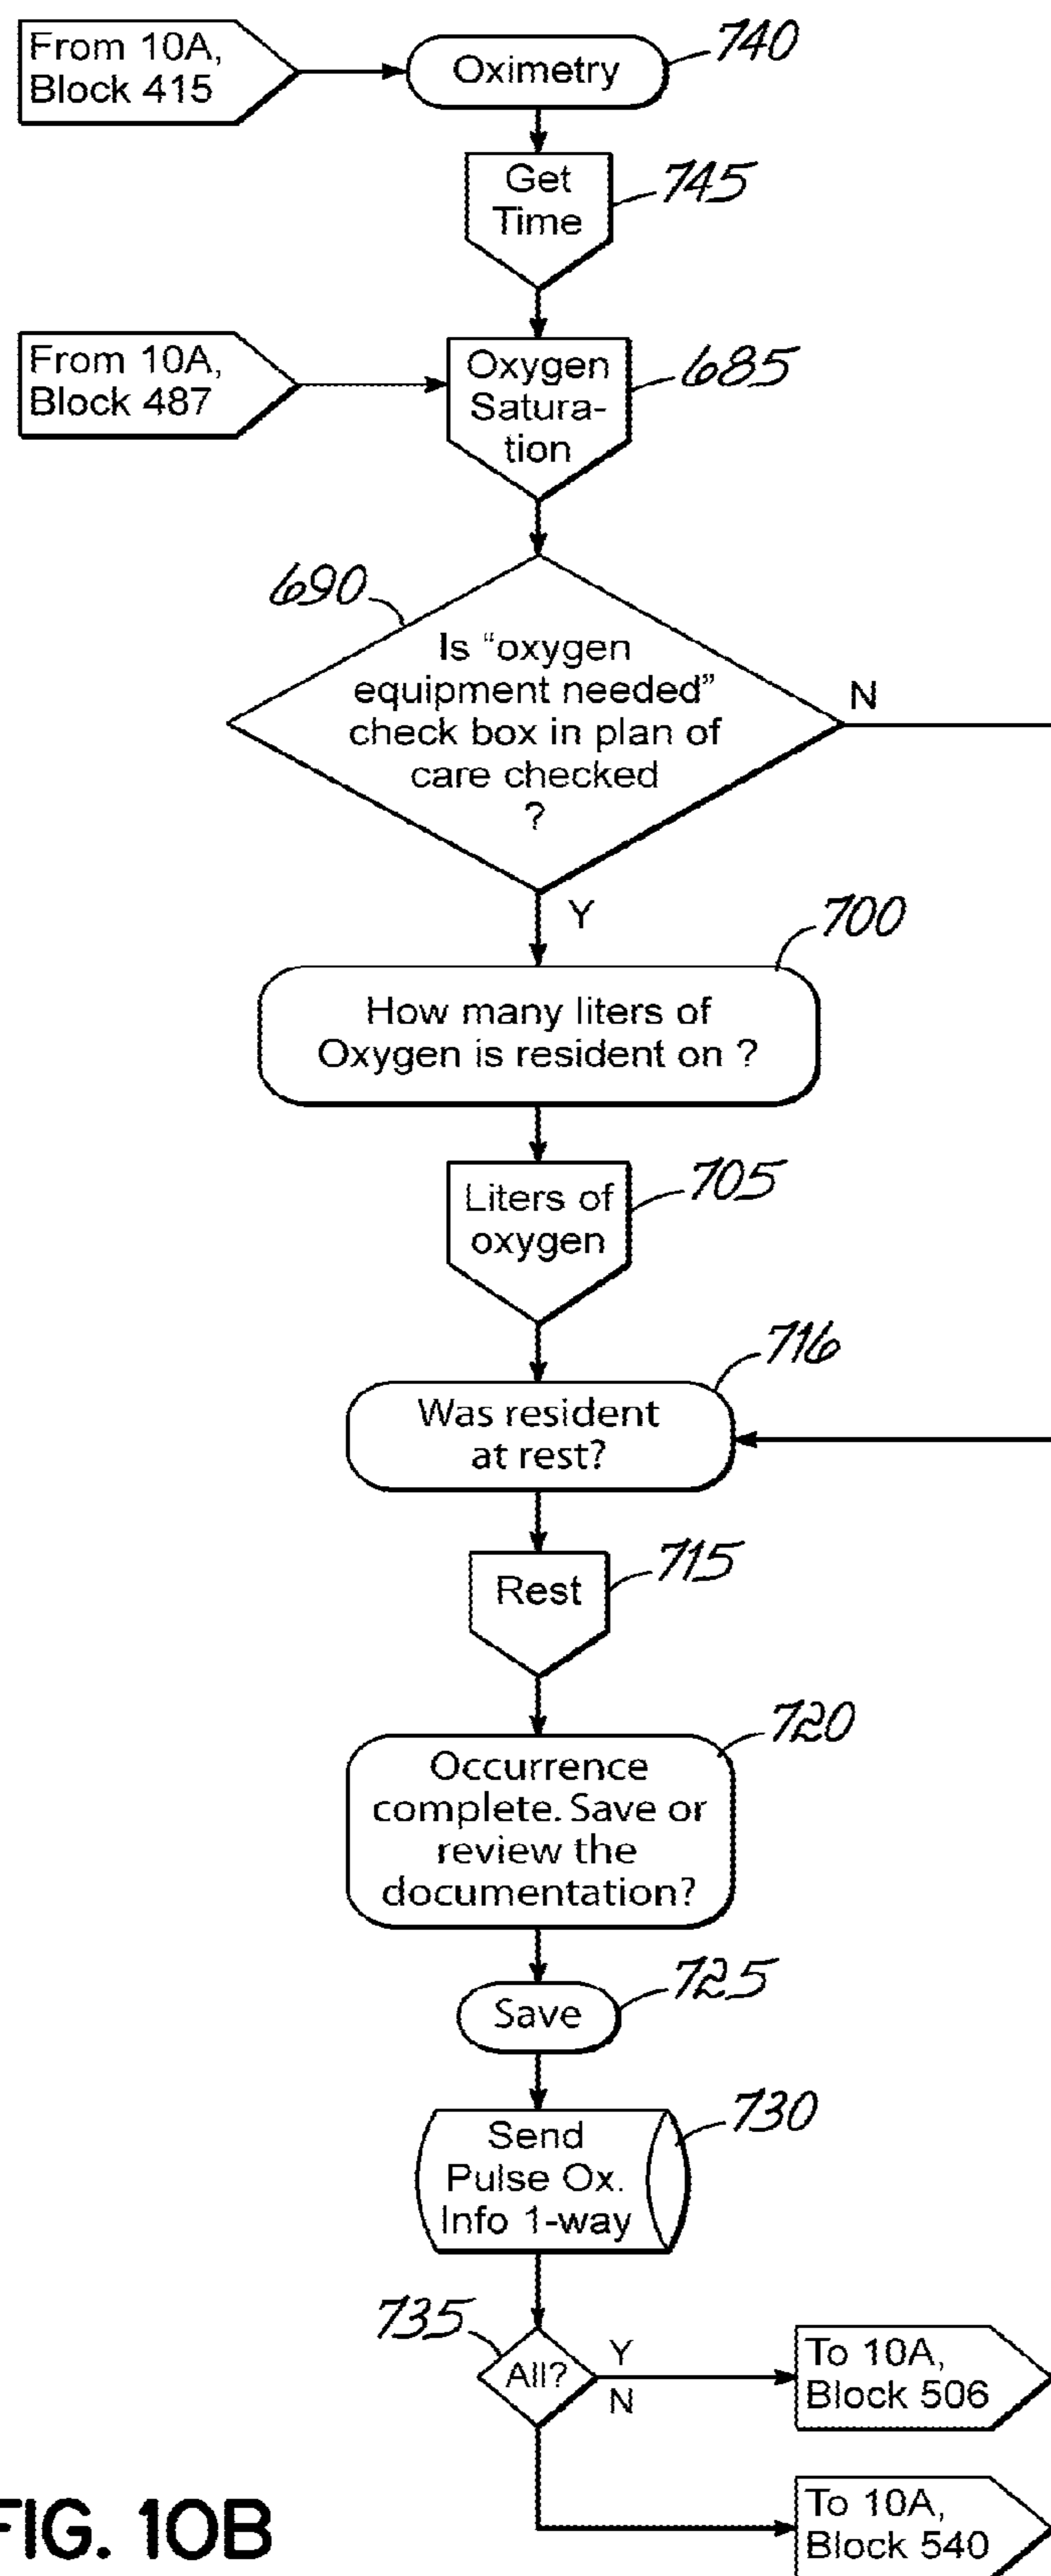 From 10A,
Block 415
Oximetry
740
Get
Time
745
From 10A,
Block 487
Oxygen
Satura-
tion
685
690
Is “oxygen
equipment needed”
check box in plan of
care checked
?
N
Y
700
How many liters of
Oxygen is resident on ?
Liters of
oxygen
705
716
Was resident
at rest?
Rest
715
720
Occurrence
complete. Save or
review the
documentation?
Save
725
Send
Pulse Ox.
Info 1-way
730
735
All?
Y
N
To 10A,
Block 506
To 10A,
Block 540
FIG. 10B